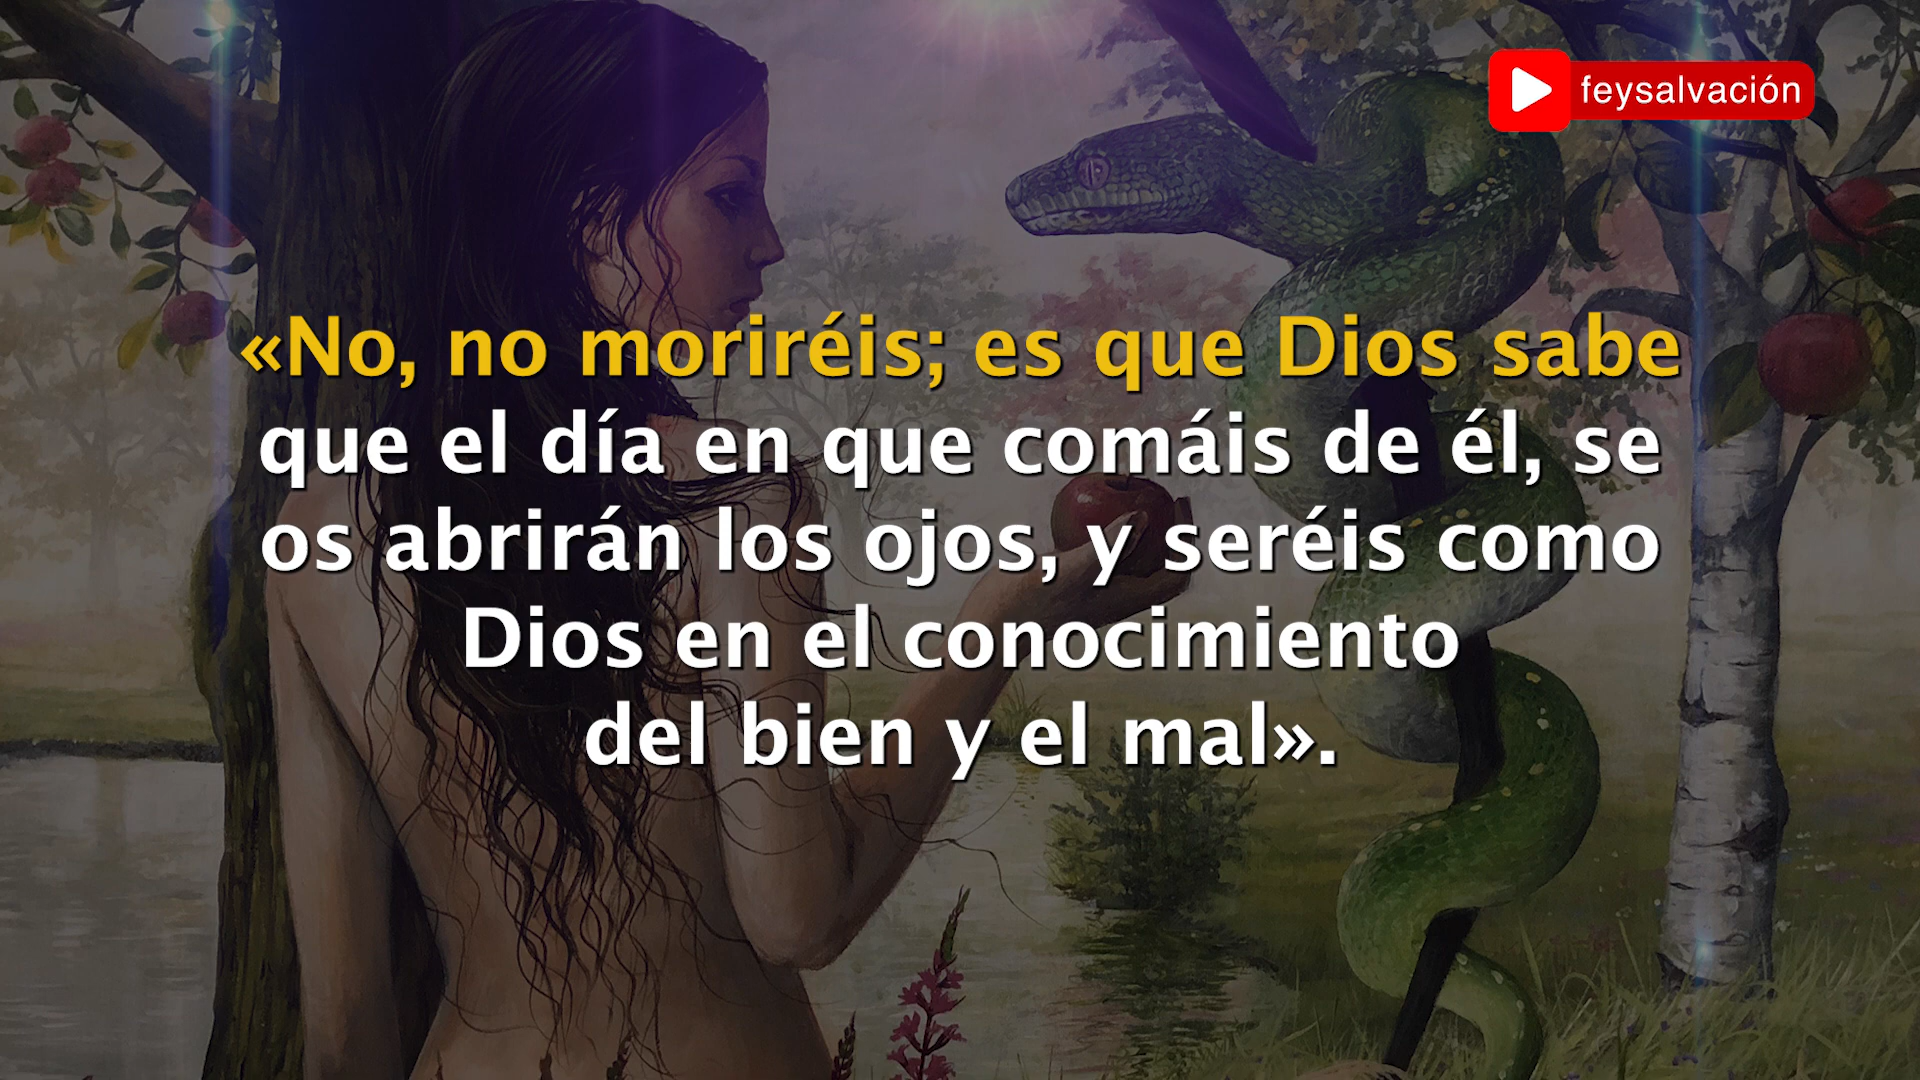 feysalvación
«No, no moriréis; es que Dios sabe
que el día en que comáis de él, se
os abrirán los ojos, y seréis como
Dios en el conocimiento
del bien y el mal».